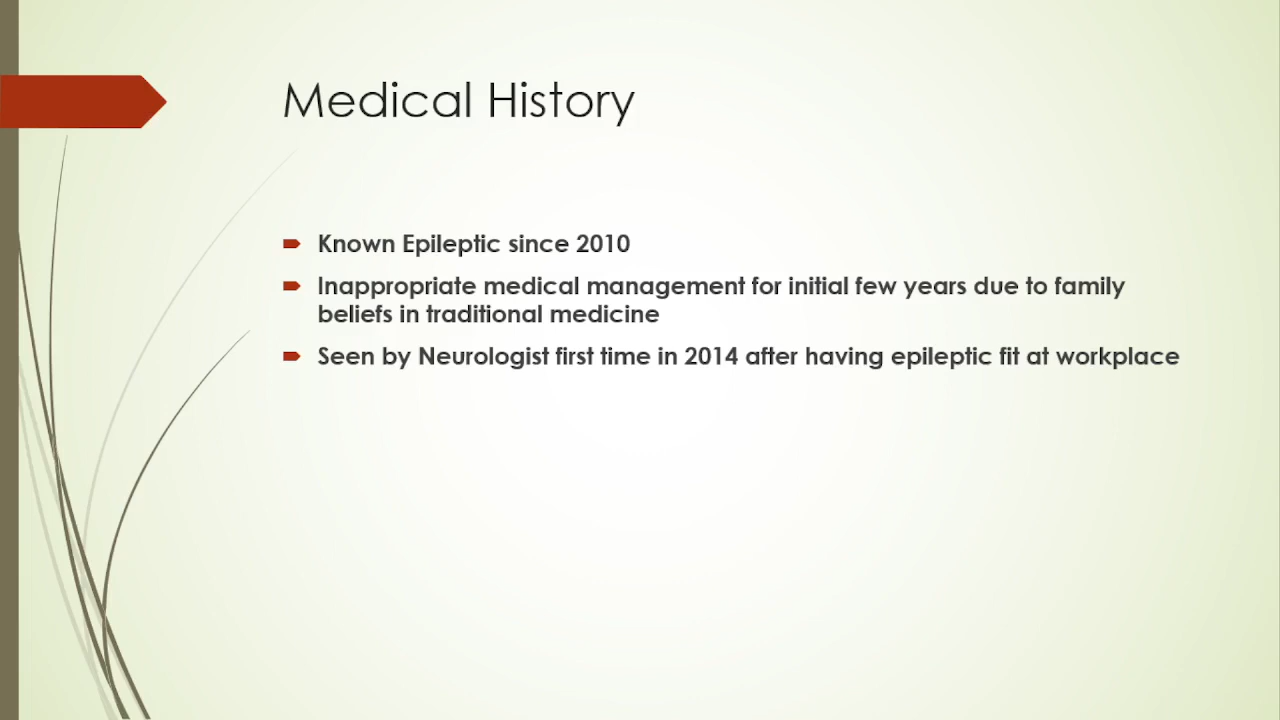 Medical History
Known Epileptic since 2010
Inappropriate medical management for initial few years due to family
beliefs in traditional medicine
Seen by Neurologist first time in 2014 after having epileptic fit at workplace